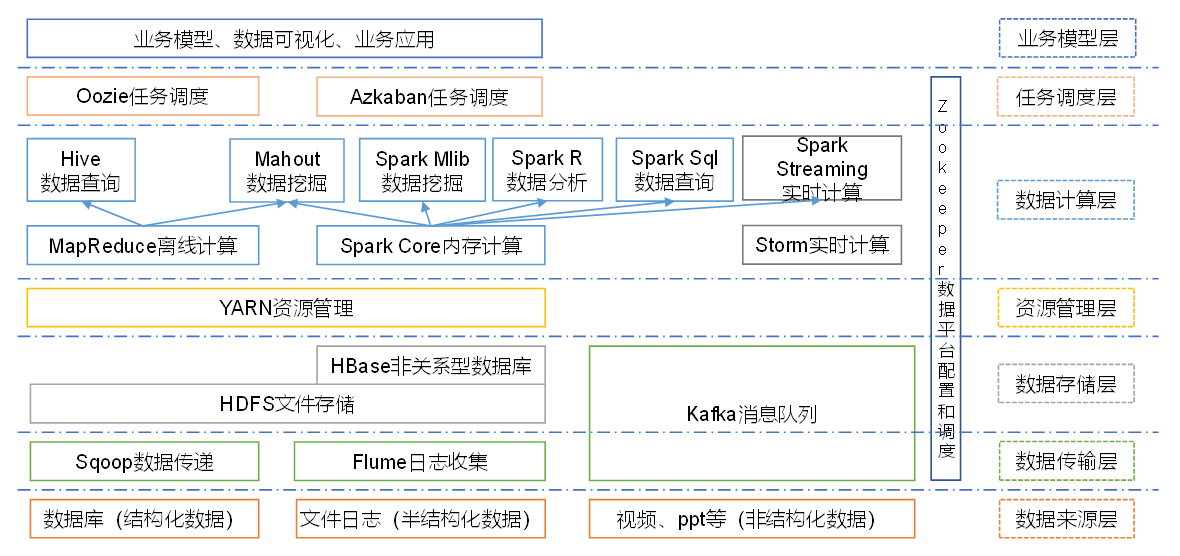 业务模型、数据可视化、业务应用
业务模型层
Oozie任务调度
Azkaban任务调度
任务调度层
Hive
数据查询
Mahout
数据挖掘
Spark Mlib
数据挖掘
Spark R
数据分析
Spark Sql
数据查询
Spark
Streaming
实时计算
MapReduce离线计算
Spark Core内存计算
Storm实时计算
数据计算层
Zookeeper数据平台配置和调度
YARN资源管理
资源管理层
HBase非关系型数据库
HDFS文件存储
Kafka消息队列
数据存储层
Sqoop数据传递
Flume日志收集
数据传输层
数据库（结构化数据）
文件日志（半结构化数据）
视频、ppt等（非结构化数据）
数据来源层